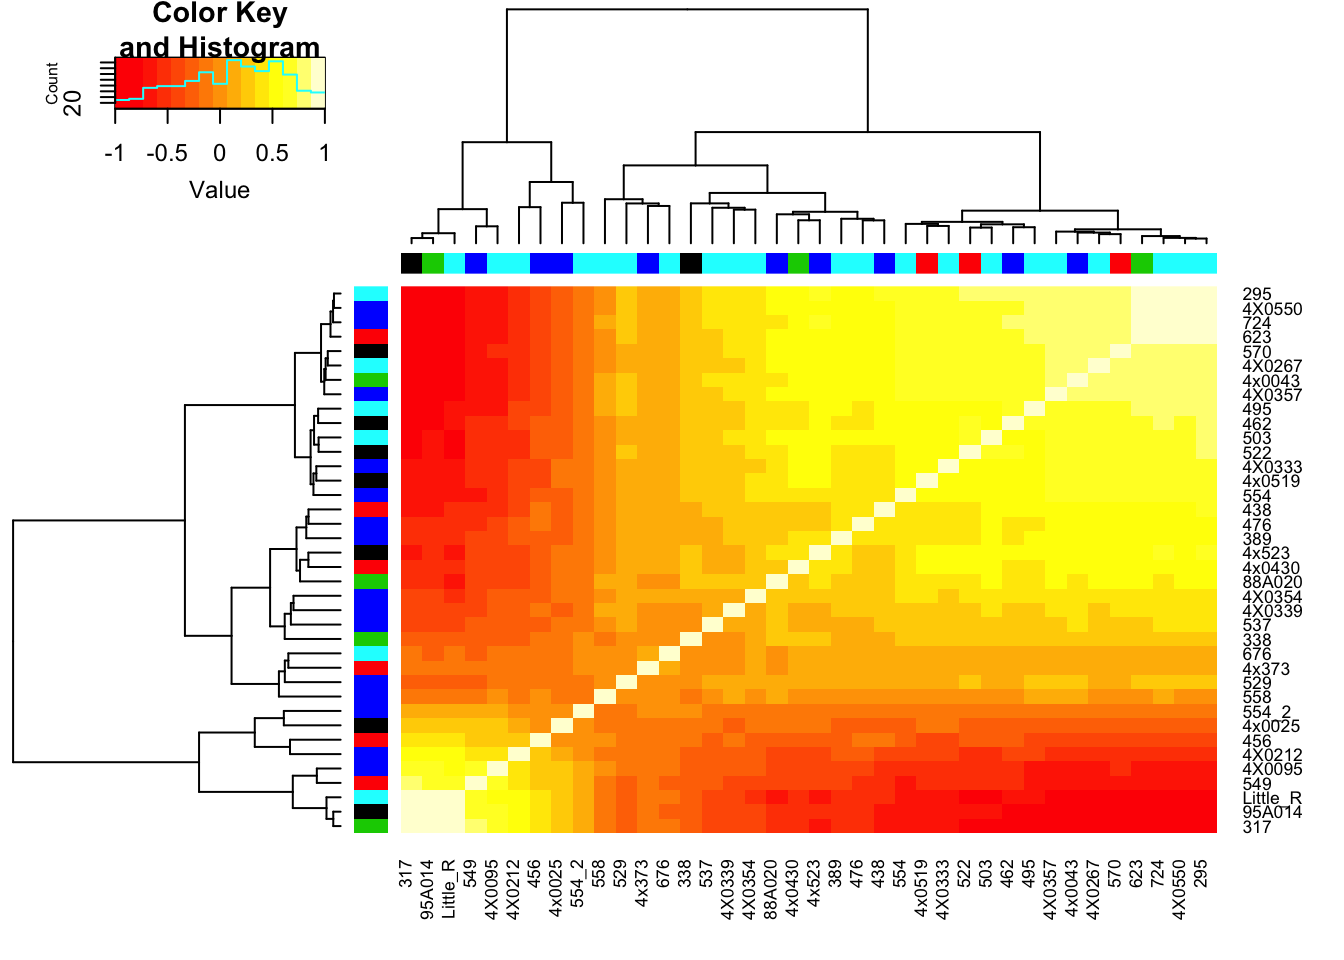 Color Key
and Histogram
Count
20
-1 -0.5 0 0.5 1
Value
295
4X0550
724
623
570
4X0267
4x0043
4X0357
495
462
503
522
4X0333
4x0519
554
438
476
389
4x523
4x0430
88A020
4X0354
4X0339
537
338
676
4x373
529
558
554_2
4x0025
456
4X0212
4X0095
549
Little_R
95A014
317
317
95A014
Little_R
549
4X0095
4X0212
456
4x0025
554_2
558
529
4x373
676
338
537
4X0339
4X0354
88A020
4x0430
4x523
389
476
438
554
4x0519
4X0333
522
503
462
495
4X0357
4x0043
4X0267
570
623
724
4X0550
295